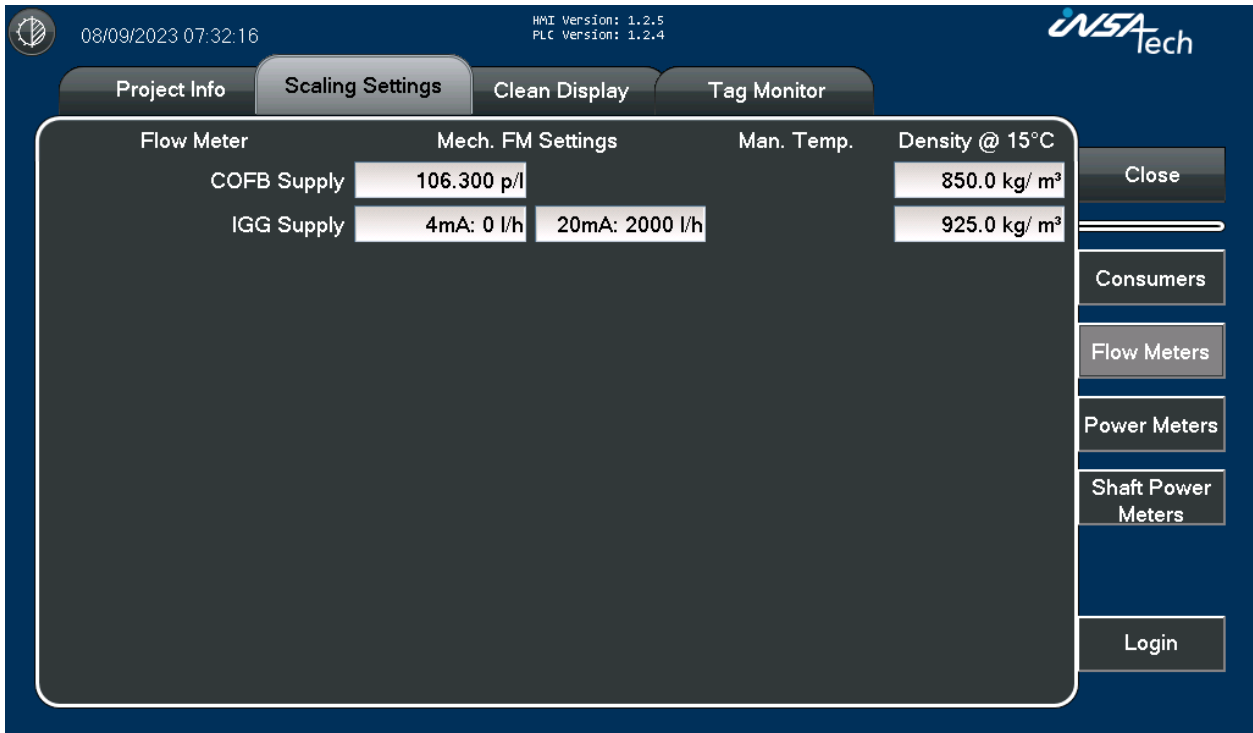 HMI Version: 1.2.5
08/09/2023 07:32:16
PLC Version: 1.2.4
iNSATech
Project Info Scaling Settings Clean Display Tag Monitor
Flow Meter Mech. FM Settings Man. Temp. Density @ 15°C
COFB Supply 106.300 p/l 850.0 kg/ m³
IGG Supply 4mA: 0 l/h 20mA: 2000 l/h 925.0 kg/ m³
Close
Consumers
Flow Meters
Power Meters
Shaft Power
Meters
Login